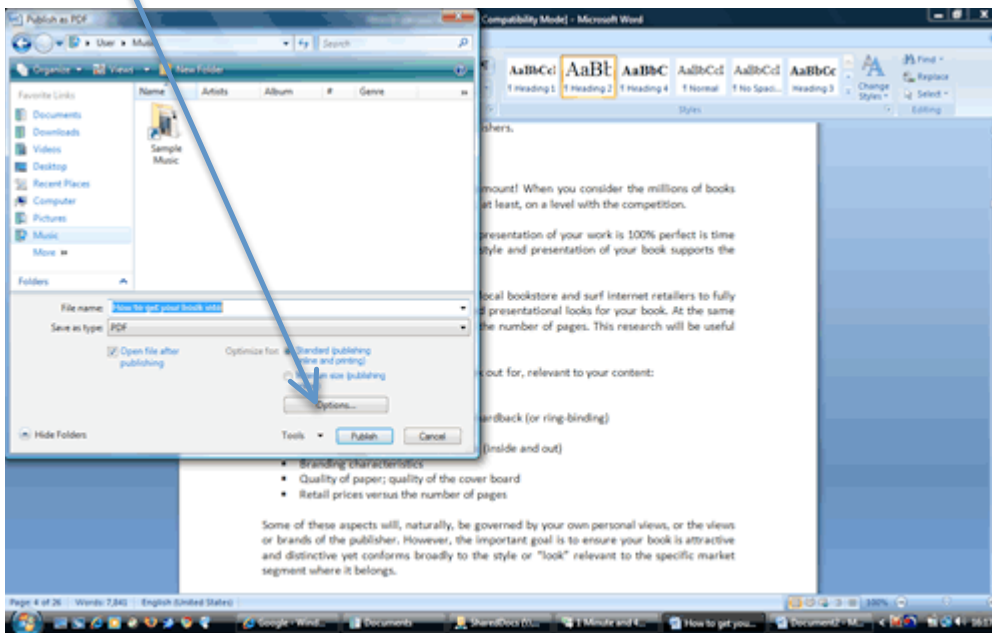 Publish as PDF
Compatibility Mode] - Microsoft Word
User ▸ Music
Search
Organize Views New Folder
Favorite Links
Documents
Downloads
Videos
Desktop
Recent Places
Computer
Pictures
Music
More »
Folders
Name Artists Album # Genre »
Sample
Music
File name: How to get your book into
Save as type: PDF
Open file after
publishing
Optimize for: Standard (publishing
online and printing)
size (publishing
Options...
Hide Folders
Tools Publish Cancel
AaBbCcI AaBb AaBbC AaBbCcI AaBbCcI AaBbCc
Heading 1 Heading 2 Heading 4 Normal No Spaci... Heading 3
Change
Styles
Styles
Find
Replace
Select
Editing
shers.
mount! When you consider the millions of books
at least, on a level with the competition.
presentation of your work is 100% perfect is time
style and presentation of your book supports the
local bookstore and surf internet retailers to fully
d presentational looks for your book. At the same
the number of pages. This research will be useful
k out for, relevant to your content:
ardback (or ring-binding)
(inside and out)
▪ Branding characteristics
▪ Quality of paper; quality of the cover board
▪ Retail prices versus the number of pages
Some of these aspects will, naturally, be governed by your own personal views, or the views
or brands of the publisher. However, the important goal is to ensure your book is attractive
and distinctive yet conforms broadly to the style or "look" relevant to the specific market
segment where it belongs.
Page: 4 of 26 Words: 7,841 English (United States)
100%
Google - Wind... Documents SharedDocs (\\... 1 Minute and 4... How to get you... Document2 - M...